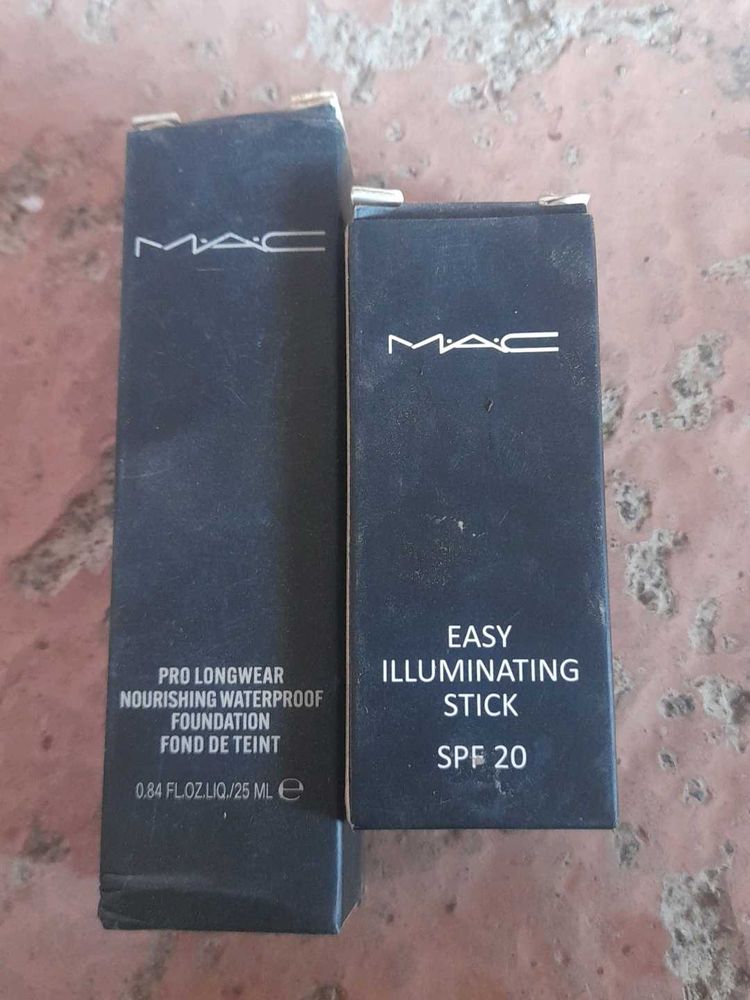 M·A·C
PRO LONGWEAR
NOURISHING WATERPROOF
FOUNDATION
FOND DE TEINT
0.84 FL.OZ.LIQ./25 ML ℮
M·A·C
EASY
ILLUMINATING
STICK
SPF 20